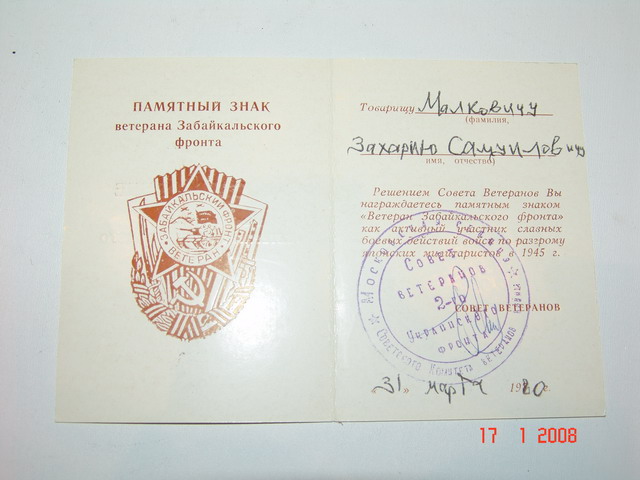 ПАМЯТНЫЙ ЗНАК
ветерана Забайкальского
фронта
ЗАБАЙКАЛЬСКИЙ ФРОНТ
ВЕТЕРАН
Товарищу Малковичу
(фамилия,
Захарию Самуиловичу
имя, отчество)
Решением Совета Ветеранов Вы
награждаетесь памятным знаком
«Ветеран Забайкальского фронта»
как активный участник славных
боевых действий войск по разгрому
японских милитаристов в 1945 г.
СОВЕТ ВЕТЕРАНОВ
Совет
ветеранов
2-го
Украинского
фронта
Советского Комитета ветеранов
"31" марта 1980 г.
17 1 2008